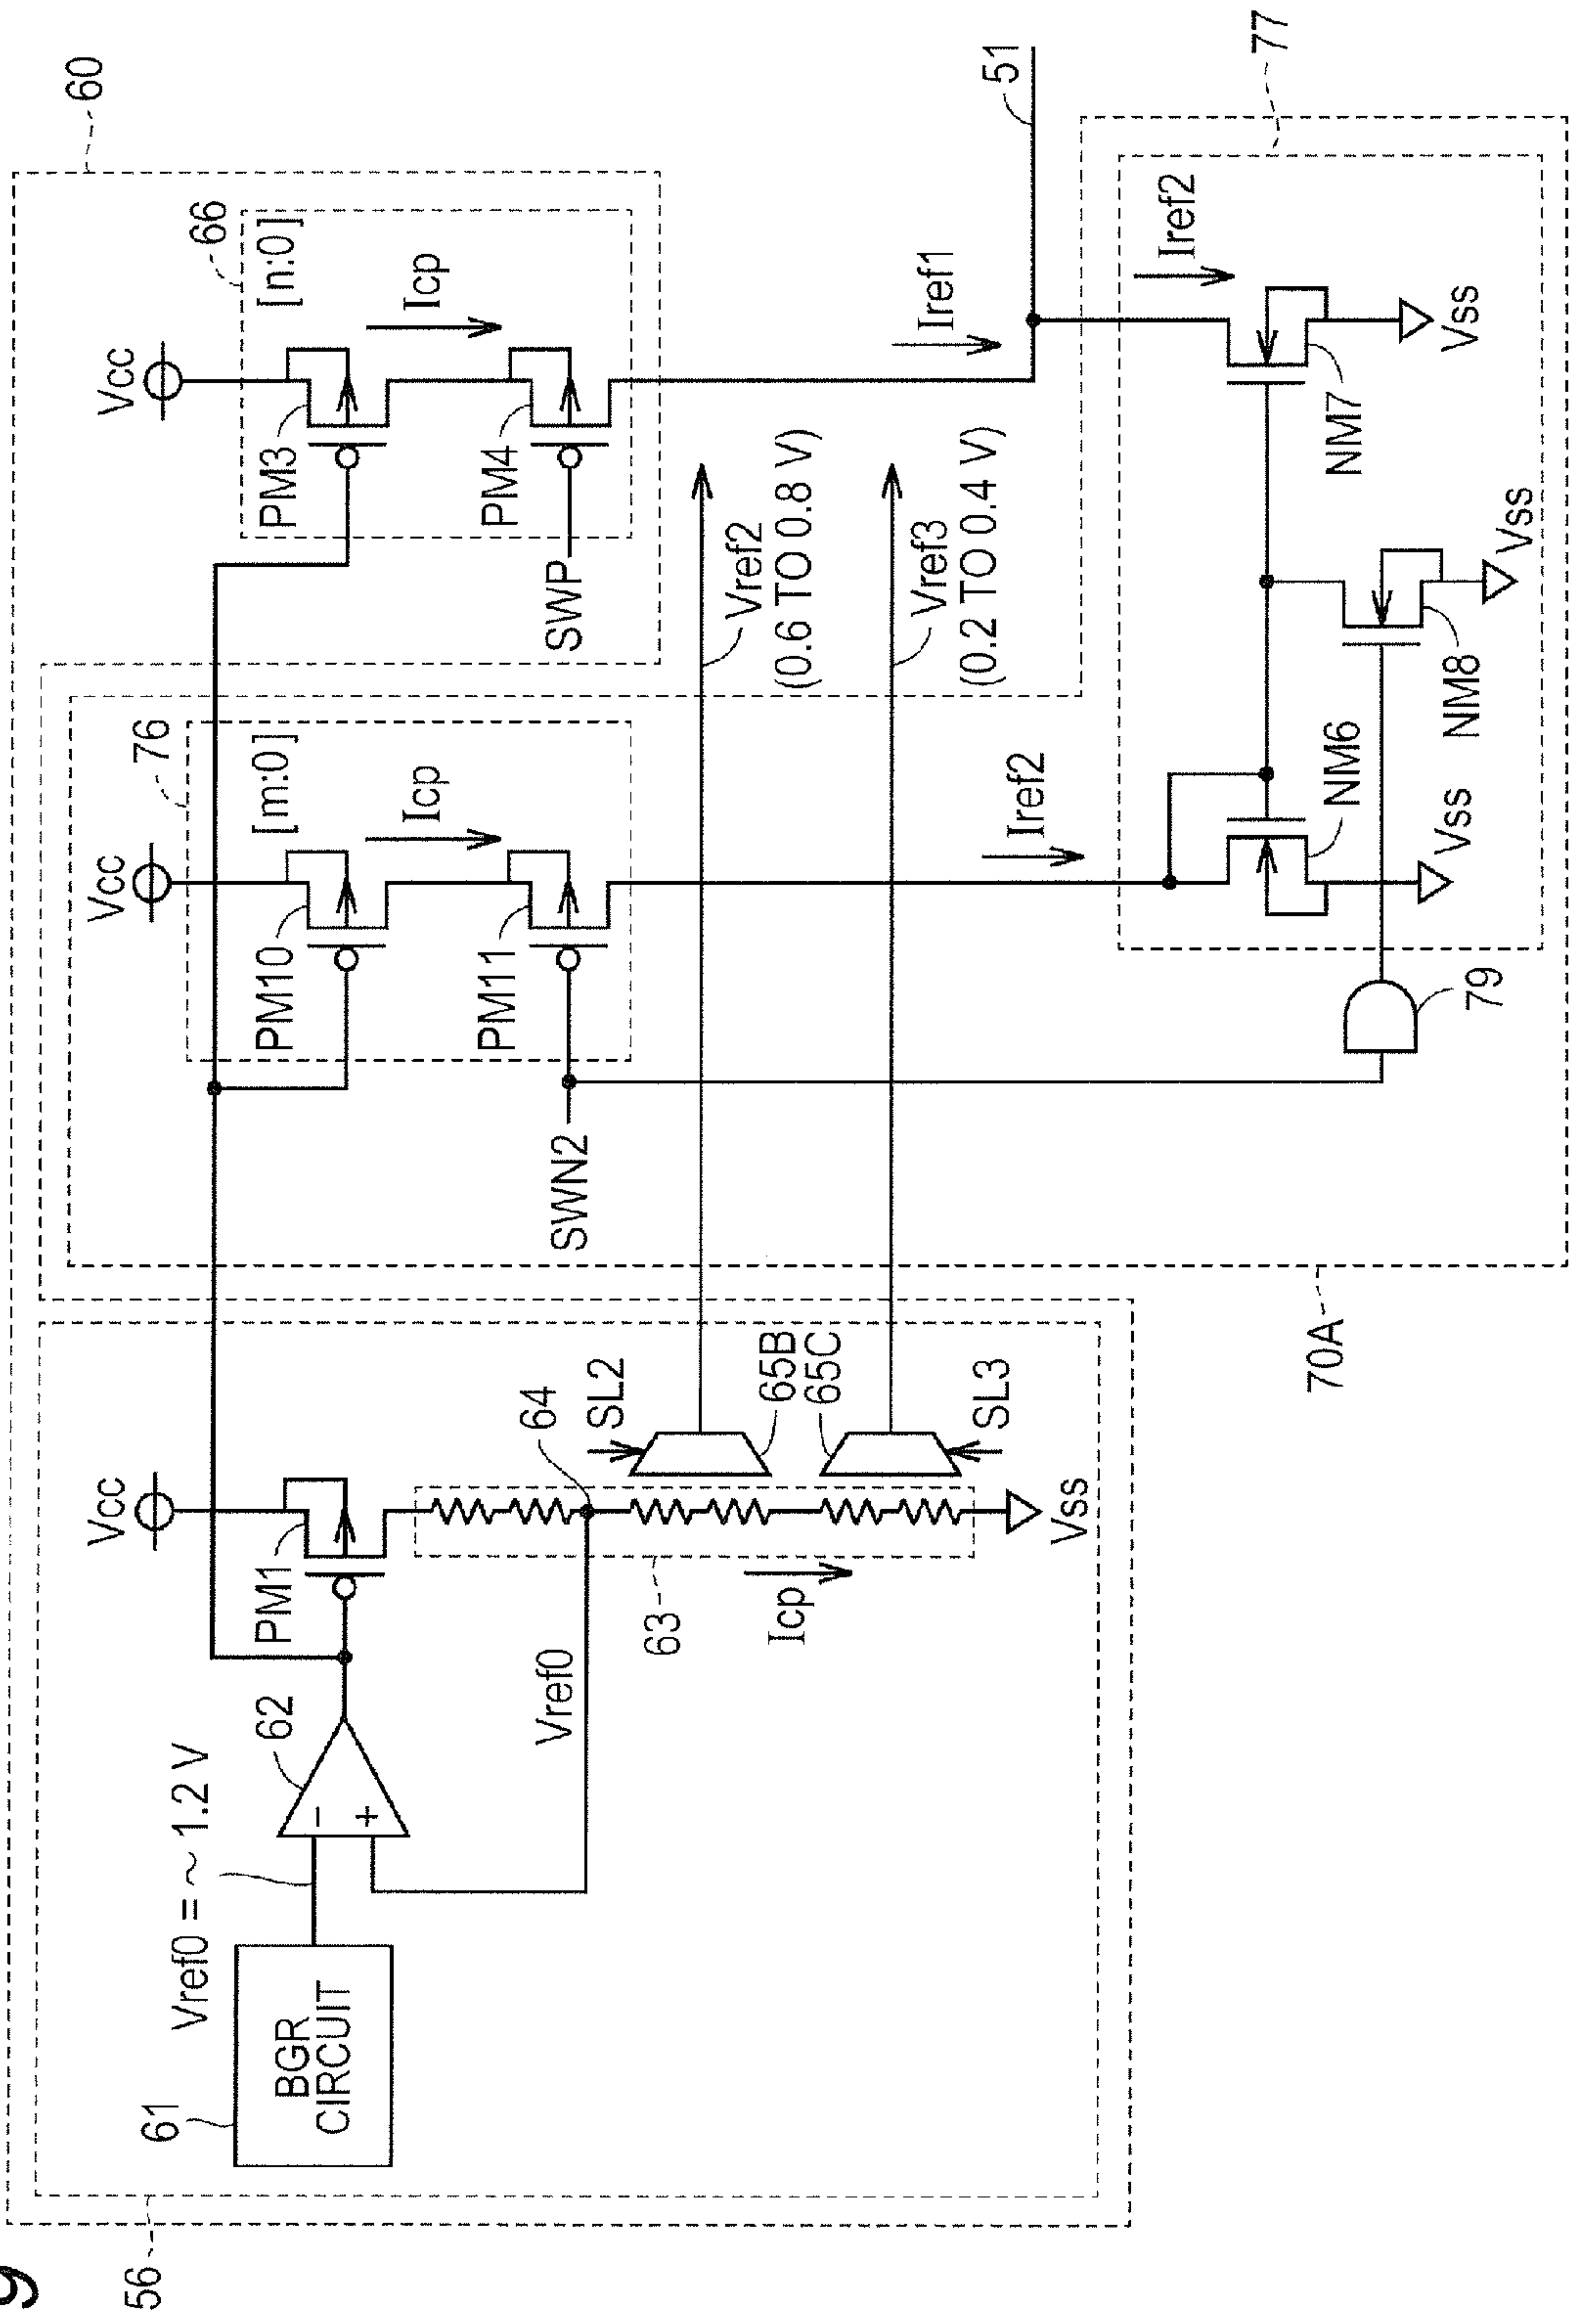 9
56
61
BGR
CIRCUIT
Vref0 = ~ 1.2 V
62
−
+
Vref0
Vcc
PM1
63
Icp
64
SL2
65B
65C
SL3
Vss
70A
SWN2
Vcc
76
[m:0]
PM10
Icp
PM11
Iref2
Vref2
(0.6 TO 0.8 V)
Vref3
(0.2 TO 0.4 V)
60
66
Vcc
[n:0]
PM3
Icp
PM4
SWP
Iref1
51
77
Iref2
NM7
Vss
NM8
Vss
NM6
Vss
79